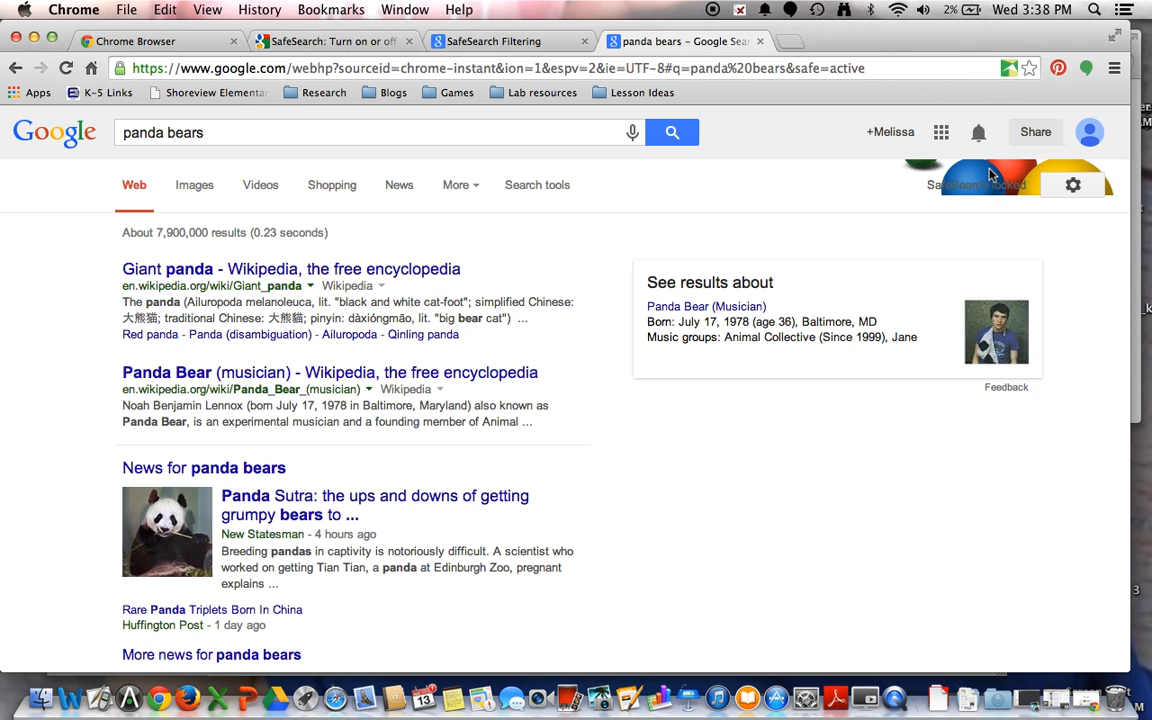 Chrome File Edit View History Bookmarks Window Help 2% Wed 3:38 PM
Chrome Browser SafeSearch: Turn on or off SafeSearch Filtering panda bears – Google Sear
https://www.google.com/webhp?sourceid=chrome-instant&ion=1&espv=2&ie=UTF-8#q=panda%20bears&safe=active
Apps K-5 Links Shoreview Elementar Research Blogs Games Lab resources Lesson Ideas
Google panda bears +Melissa Share
Web Images Videos Shopping News More Search tools SafeSearch locked
About 7,900,000 results (0.23 seconds)
Giant panda - Wikipedia, the free encyclopedia
en.wikipedia.org/wiki/Giant_panda Wikipedia
The panda (Ailuropoda melanoleuca, lit. "black and white cat-foot"; simplified Chinese:
大熊猫; traditional Chinese: 大熊貓; pinyin: dàxióngmāo, lit. "big bear cat") ...
Red panda - Panda (disambiguation) - Ailuropoda - Qinling panda
See results about
Panda Bear (Musician)
Born: July 17, 1978 (age 36), Baltimore, MD
Music groups: Animal Collective (Since 1999), Jane
Feedback
Panda Bear (musician) - Wikipedia, the free encyclopedia
en.wikipedia.org/wiki/Panda_Bear_(musician) Wikipedia
Noah Benjamin Lennox (born July 17, 1978 in Baltimore, Maryland) also known as
Panda Bear, is an experimental musician and a founding member of Animal ...
News for panda bears
Panda Sutra: the ups and downs of getting
grumpy bears to ...
New Statesman - 4 hours ago
Breeding pandas in captivity is notoriously difficult. A scientist who
worked on getting Tian Tian, a panda at Edinburgh Zoo, pregnant
explains ...
Rare Panda Triplets Born In China
Huffington Post - 1 day ago
More news for panda bears